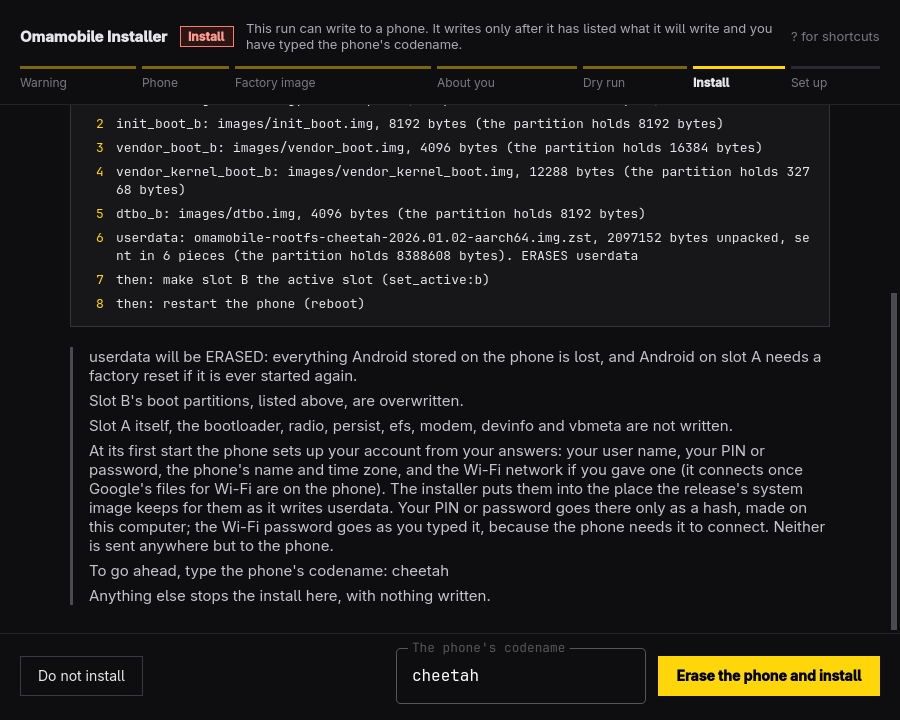 Omamobile Installer
Install
This run can write to a phone. It writes only after it has listed what it will write and you
have typed the phone's codename.
? for shortcuts
Warning
Phone
Factory image
About you
Dry run
Install
Set up
2 init_boot_b: images/init_boot.img, 8192 bytes (the partition holds 8192 bytes)
3 vendor_boot_b: images/vendor_boot.img, 4096 bytes (the partition holds 16384 bytes)
4 vendor_kernel_boot_b: images/vendor_kernel_boot.img, 12288 bytes (the partition holds 327
68 bytes)
5 dtbo_b: images/dtbo.img, 4096 bytes (the partition holds 8192 bytes)
6 userdata: omamobile-rootfs-cheetah-2026.01.02-aarch64.img.zst, 2097152 bytes unpacked, se
nt in 6 pieces (the partition holds 8388608 bytes). ERASES userdata
7 then: make slot B the active slot (set_active:b)
8 then: restart the phone (reboot)
userdata will be ERASED: everything Android stored on the phone is lost, and Android on slot A needs a
factory reset if it is ever started again.
Slot B's boot partitions, listed above, are overwritten.
Slot A itself, the bootloader, radio, persist, efs, modem, devinfo and vbmeta are not written.
At its first start the phone sets up your account from your answers: your user name, your PIN or
password, the phone's name and time zone, and the Wi-Fi network if you gave one (it connects once
Google's files for Wi-Fi are on the phone). The installer puts them into the place the release's system
image keeps for them as it writes userdata. Your PIN or password goes there only as a hash, made on
this computer; the Wi-Fi password goes as you typed it, because the phone needs it to connect. Neither
is sent anywhere but to the phone.
To go ahead, type the phone's codename: cheetah
Anything else stops the install here, with nothing written.
Do not install
The phone's codename
cheetah
Erase the phone and install